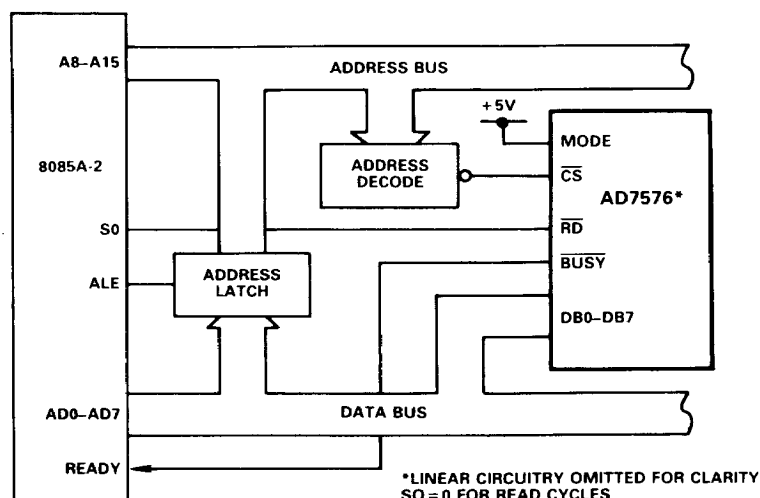 A8–A15
ADDRESS BUS
+5V
MODE
8085A-2
ADDRESS
DECODE
CS
AD7576*
S0
RD
ADDRESS
LATCH
ALE
BUSY
DB0–DB7
AD0–AD7
DATA BUS
READY
*LINEAR CIRCUITRY OMITTED FOR CLARITY
SO = 0 FOR READ CYCLES